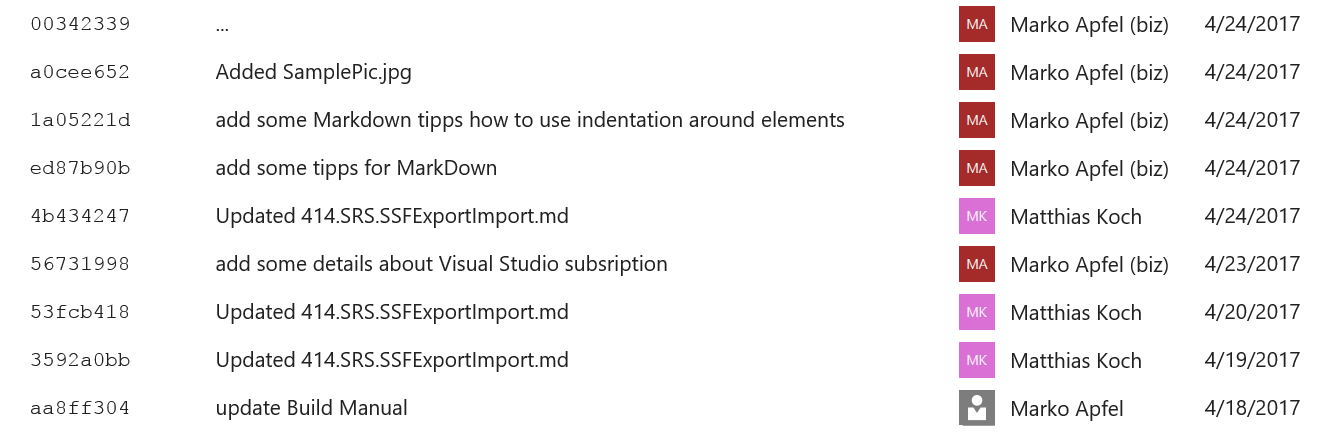 00342339 ... MA Marko Apfel (biz) 4/24/2017
a0cee652 Added SamplePic.jpg MA Marko Apfel (biz) 4/24/2017
1a05221d add some Markdown tipps how to use indentation around elements MA Marko Apfel (biz) 4/24/2017
ed87b90b add some tipps for MarkDown MA Marko Apfel (biz) 4/24/2017
4b434247 Updated 414.SRS.SSFExportImport.md MK Matthias Koch 4/24/2017
56731998 add some details about Visual Studio subsription MA Marko Apfel (biz) 4/23/2017
53fcb418 Updated 414.SRS.SSFExportImport.md MK Matthias Koch 4/20/2017
3592a0bb Updated 414.SRS.SSFExportImport.md MK Matthias Koch 4/19/2017
aa8ff304 update Build Manual Marko Apfel 4/18/2017